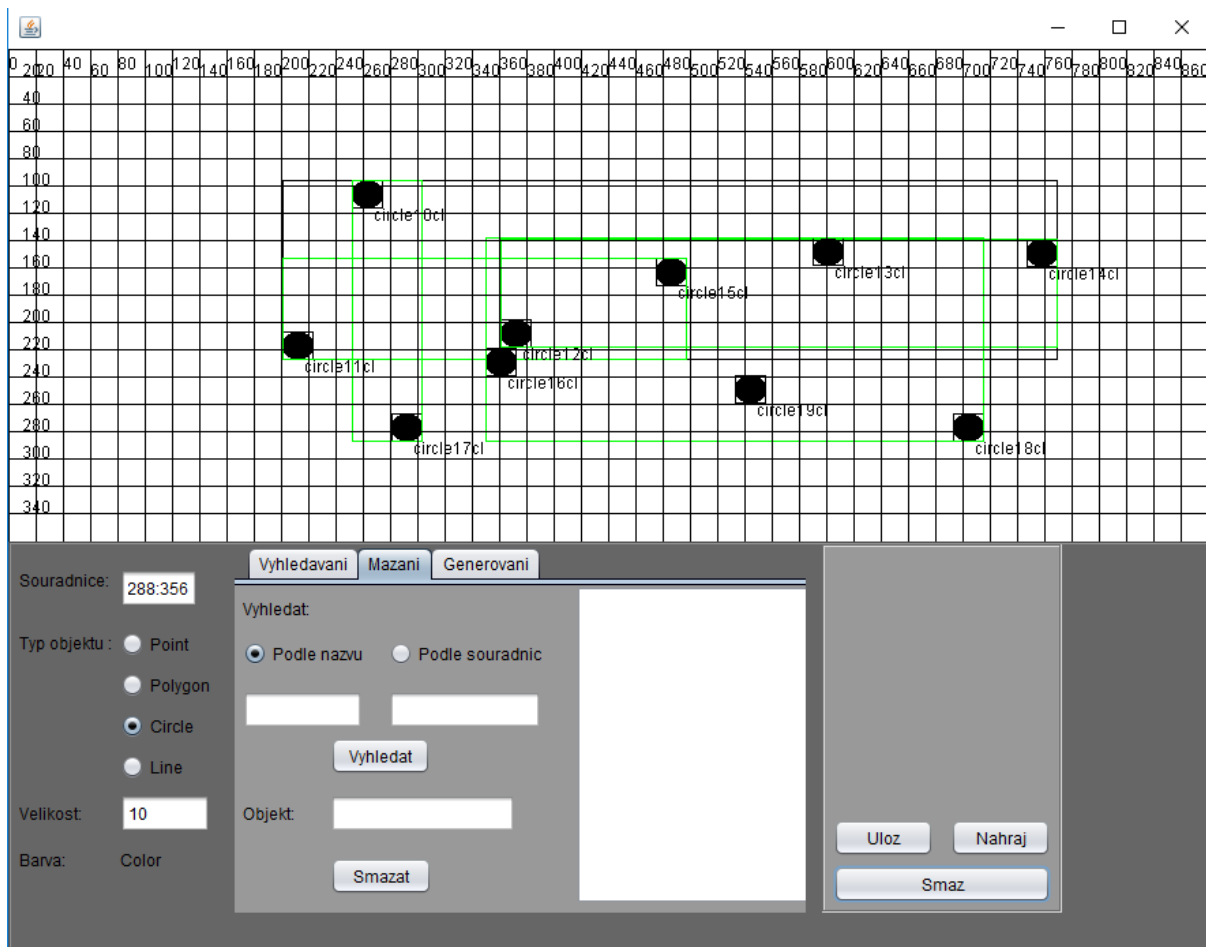 0 20 40 60 80 100 120 140 160 180 200 220 240 260 280 300 320 340 360 380 400 420 440 460 480 500 520 540 560 580 600 620 640 660 680 700 720 740 760 780 800 820 840 860
20
40
60
80
100
120
140
160
180
200
220
240
260
280
300
320
340
circle10cl
circle13cl
circle14cl
circle15cl
circle12cl
circle11cl
circle16cl
circle19cl
circle17cl
circle18cl
Souradnice: 288:356
Typ objektu :
Point
Polygon
Circle
Line
Velikost: 10
Barva: Color
Vyhledavani Mazani Generovani
Vyhledat:
Podle nazvu Podle souradnic
Vyhledat
Objekt:
Smazat
Uloz Nahraj
Smaz